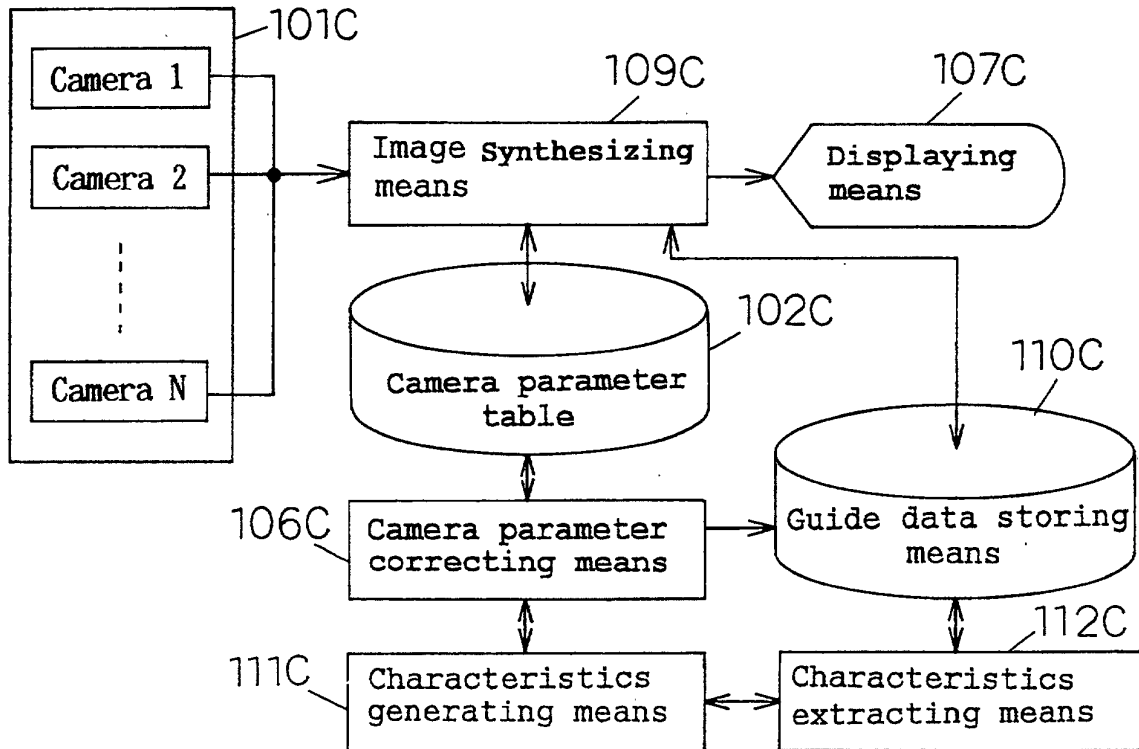 101C
Camera 1
Camera 2
Camera N
109C
Image Synthesizing
means
107C
Displaying
means
102C
Camera parameter
table
110C
Guide data storing
means
106C
Camera parameter
correcting means
111C
Characteristics
generating means
112C
Characteristics
extracting means